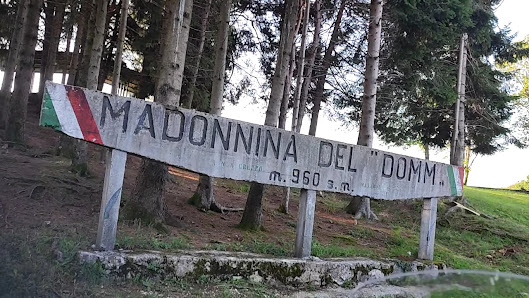 MADONNINA DEL "DOMM"
m. 960 s.m.